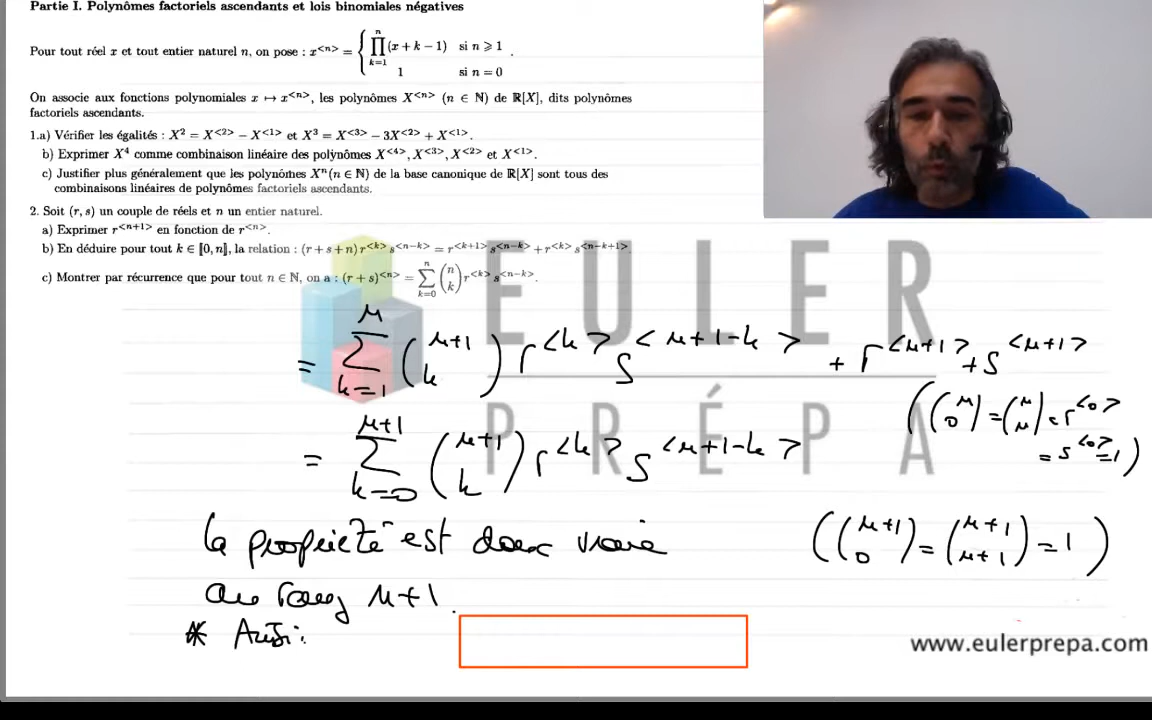 Partie I. Polynômes factoriels ascendants et lois binomiales négatives
Pour tout réel x et tout entier naturel n, on pose : x^{<n>} = { ∏_{k=1}^{n} (x + k − 1) si n ⩾ 1 .
1 si n = 0
On associe aux fonctions polynomiales x ↦ x^{<n>}, les polynômes X^{<n>} (n ∈ ℕ) de ℝ[X], dits polynômes
factoriels ascendants.
1.a) Vérifier les égalités : X² = X^{<2>} − X^{<1>} et X³ = X^{<3>} − 3X^{<2>} + X^{<1>}.
b) Exprimer X⁴ comme combinaison linéaire des polynômes X^{<4>}, X^{<3>}, X^{<2>} et X^{<1>}.
c) Justifier plus généralement que les polynômes Xⁿ(n ∈ ℕ) de la base canonique de ℝ[X] sont tous des
combinaisons linéaires de polynômes factoriels ascendants.
2. Soit (r, s) un couple de réels et n un entier naturel.
a) Exprimer r^{<n+1>} en fonction de r^{<n>}.
b) En déduire pour tout k ∈ ⟦0, n⟧, la relation : (r + s + n) r^{<k>} s^{<n−k>} = r^{<k+1>} s^{<n−k>} + r^{<k>} s^{<n−k+1>}.
c) Montrer par récurrence que pour tout n ∈ ℕ, on a : (r + s)^{<n>} = ∑_{k=0}^{n} (n k) r^{<k>} s^{<n−k>}.
EULER
PRÉPA
= ∑_{k=1}^{n} (n+1 k) r^{<k>} s^{<n+1−k>} + r^{<n+1>} + s^{<n+1>}
((n 0) = (n n) = r^{<0>}
= s^{<0>} = 1)
= ∑_{k=0}^{n+1} (n+1 k) r^{<k>} s^{<n+1−k>}
la propriété est donc vraie ((n+1 0) = (n+1 n+1) = 1)
au rang n+1.
* Ainsi:
www.eulerprepa.com